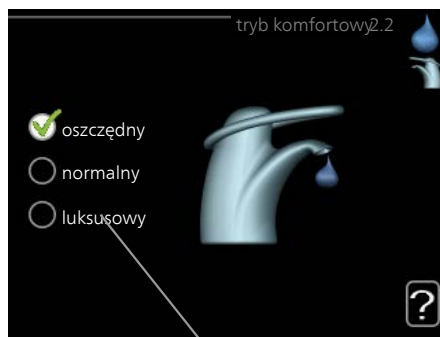 tryb komfortowy2.2
oszczędny
normalny
luksusowy
?